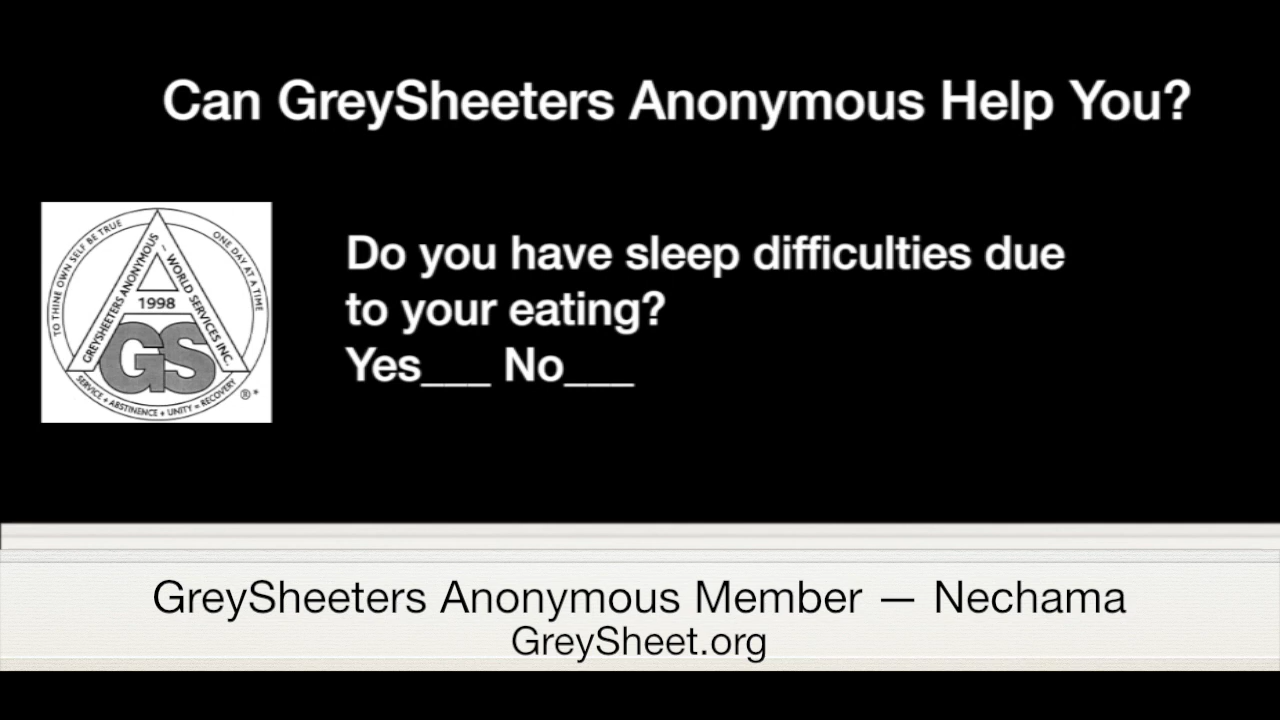 Can GreySheeters Anonymous Help You?
TO THINE OWN SELF BE TRUE
ONE DAY AT A TIME
GREYSHEETERS ANONYMOUS – WORLD SERVICES INC.
1998
GS
SERVICE + ABSTINENCE + UNITY = RECOVERY
®*
Do you have sleep difficulties due
to your eating?
Yes___ No___
GreySheeters Anonymous Member — Nechama
GreySheet.org